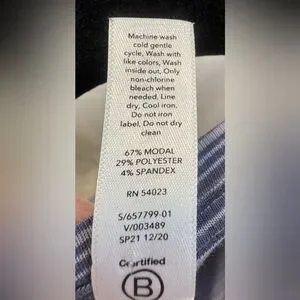 Machine wash
cold gentle
cycle, Wash with
like colors, Wash
inside out, Only
non-chlorine
bleach when
needed, Line
dry, Cool iron,
Do not iron
label, Do not dry
clean
67% MODAL
29% POLYESTER
4% SPANDEX
RN 54023
S/657799-01
V/003489
SP21 12/20
Certified
B